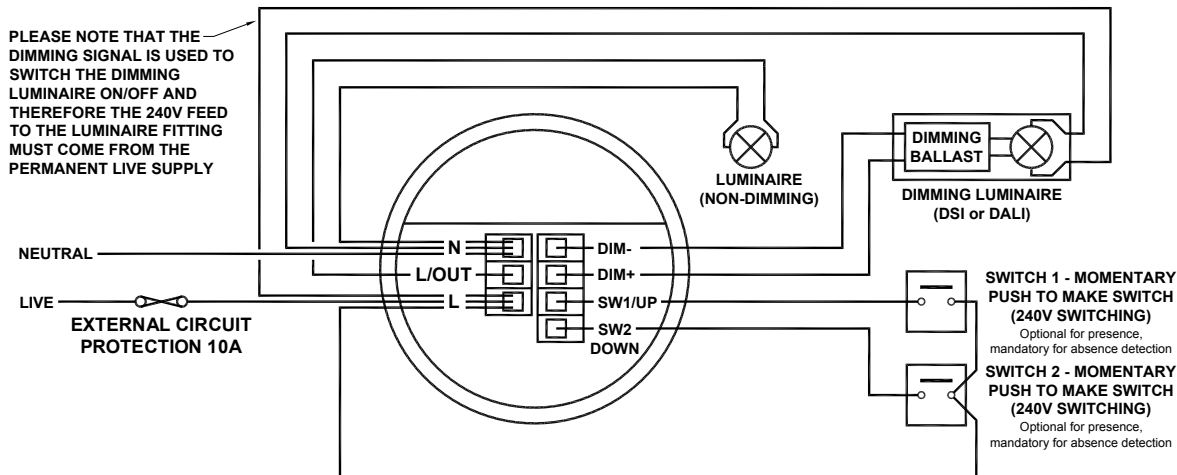 PLEASE NOTE THAT THE
DIMMING SIGNAL IS USED TO
SWITCH THE DIMMING
LUMINAIRE ON/OFF AND
THEREFORE THE 240V FEED
TO THE LUMINAIRE FITTING
MUST COME FROM THE
PERMANENT LIVE SUPPLY
LUMINAIRE
(NON-DIMMING)
DIMMING
BALLAST
DIMMING LUMINAIRE
(DSI or DALI)
NEUTRAL
LIVE
EXTERNAL CIRCUIT
PROTECTION 10A
N
L/OUT
L
DIM-
DIM+
SW1/UP
SW2
DOWN
SWITCH 1 - MOMENTARY
PUSH TO MAKE SWITCH
(240V SWITCHING)
Optional for presence,
mandatory for absence detection
SWITCH 2 - MOMENTARY
PUSH TO MAKE SWITCH
(240V SWITCHING)
Optional for presence,
mandatory for absence detection